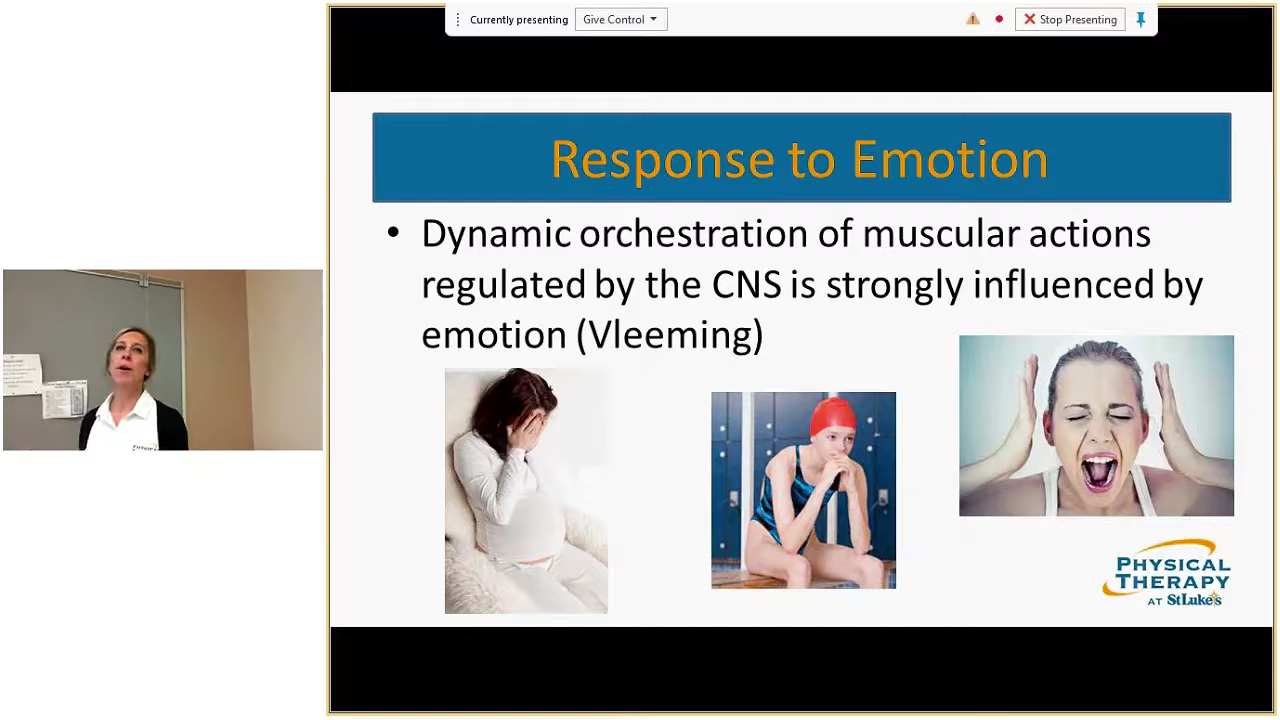 Currently presenting
Give Control
Stop Presenting
Response to Emotion
• Dynamic orchestration of muscular actions
regulated by the CNS is strongly influenced by
emotion (Vleeming)
PHYSICAL
THERAPY
AT StLuke's